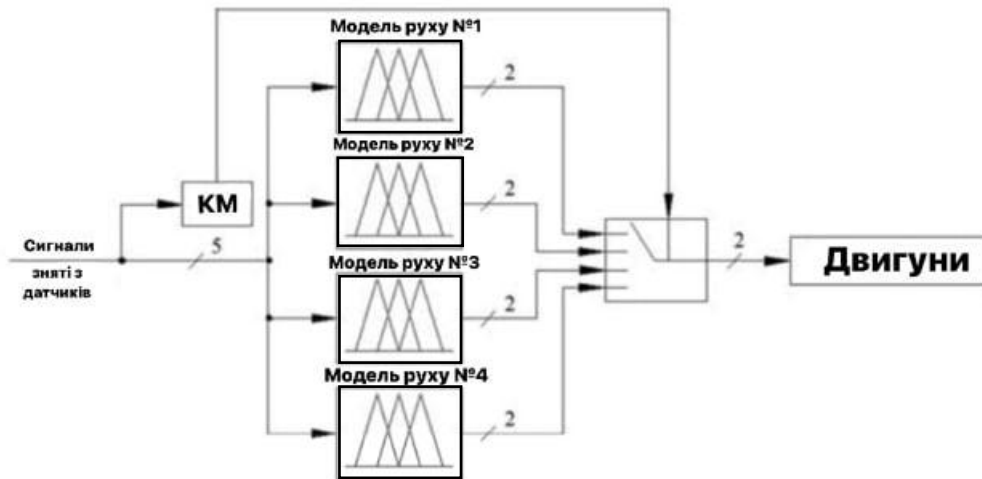 Модель руху №1
2
Модель руху №2
КМ
2
Сигнали
зняті з
датчиків
5
2
Двигуни
Модель руху №3
2
Модель руху №4
2